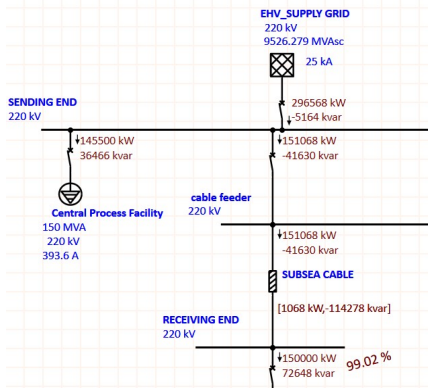 EHV_SUPPLY GRID
220 kV
9526.279 MVAsc
25 kA
296568 kW
-5164 kvar
SENDING END
220 kV
145500 kW
36466 kvar
151068 kW
-41630 kvar
Central Process Facility
150 MVA
220 kV
393.6 A
cable feeder
220 kV
151068 kW
-41630 kvar
SUBSEA CABLE
[1068 kW,-114278 kvar]
RECEIVING END
220 kV
150000 kW
72648 kvar
99.02 %